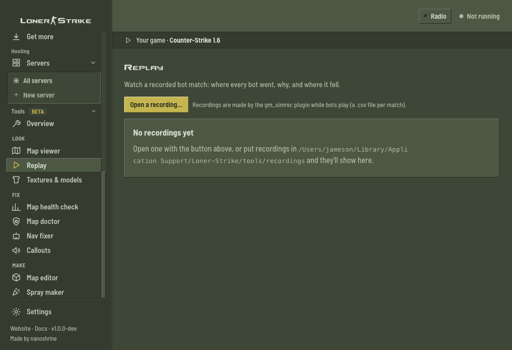 LONER STRIKE
Radio
Not running
Get more
Your game · Counter-Strike 1.6
Hosting
Servers
All servers
New server
Tools BETA
Overview
LOOK
Map viewer
Replay
Textures & models
FIX
Map health check
Map doctor
Nav fixer
Callouts
MAKE
Map editor
Spray maker
Settings
Website · Docs · v1.0.0-dev
Made by nanoshrine
REPLAY
Watch a recorded bot match: where every bot went, why, and where it fell.
Open a recording...
Recordings are made by the gm_simrec plugin while bots play (a .csv file per match).
No recordings yet
Open one with the button above, or put recordings in /Users/jameson/Library/Appli
cation Support/Loner-Strike/Tools/recordings and they'll show here.